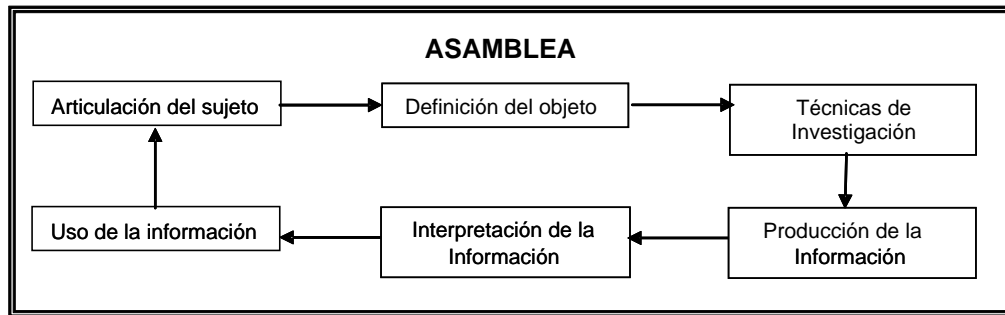 ASAMBLEA
Articulación del sujeto
Definición del objeto
Técnicas de
Investigación
Uso de la información
Interpretación de la
Información
Producción de la
Información